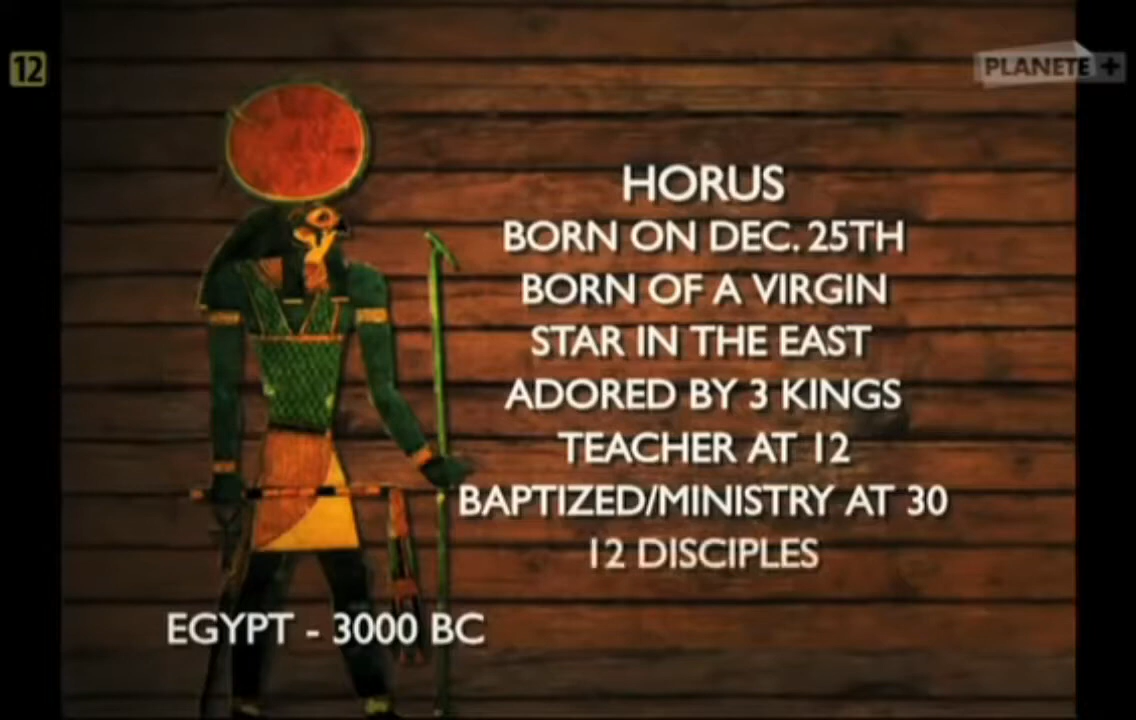 12
PLANETE +
HORUS
BORN ON DEC. 25TH
BORN OF A VIRGIN
STAR IN THE EAST
ADORED BY 3 KINGS
TEACHER AT 12
BAPTIZED/MINISTRY AT 30
12 DISCIPLES
EGYPT - 3000 BC